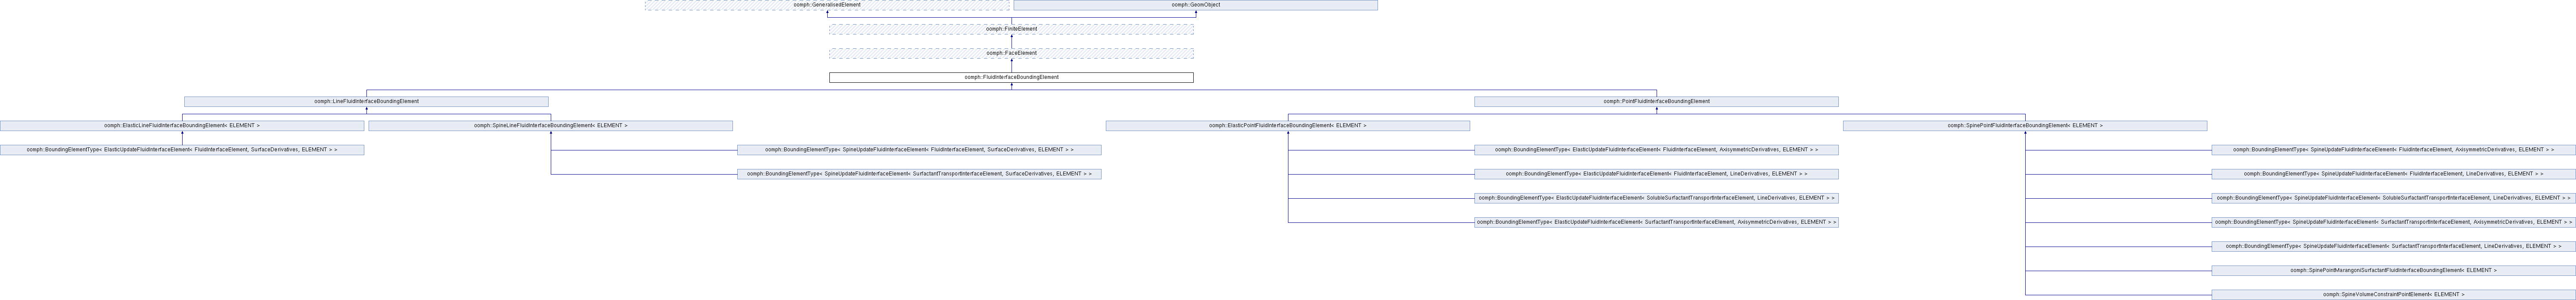 oomph::GeneralisedElement
oomph::GeomObject
oomph::FiniteElement
oomph::FaceElement
oomph::FluidInterfaceBoundingElement
oomph::LineFluidInterfaceBoundingElement
oomph::PointFluidInterfaceBoundingElement
oomph::ElasticLineFluidInterfaceBoundingElement< ELEMENT >
oomph::SpineLineFluidInterfaceBoundingElement< ELEMENT >
oomph::ElasticPointFluidInterfaceBoundingElement< ELEMENT >
oomph::SpinePointFluidInterfaceBoundingElement< ELEMENT >
oomph::BoundingElementType< ElasticUpdateFluidInterfaceElement< FluidInterfaceElement, SurfaceDerivatives, ELEMENT > >
oomph::BoundingElementType< SpineUpdateFluidInterfaceElement< FluidInterfaceElement, SurfaceDerivatives, ELEMENT > >
oomph::BoundingElementType< ElasticUpdateFluidInterfaceElement< FluidInterfaceElement, AxisymmetricDerivatives, ELEMENT > >
oomph::BoundingElementType< SpineUpdateFluidInterfaceElement< FluidInterfaceElement, AxisymmetricDerivatives, ELEMENT > >
oomph::BoundingElementType< SpineUpdateFluidInterfaceElement< SurfactantTransportInterfaceElement, SurfaceDerivatives, ELEMENT > >
oomph::BoundingElementType< ElasticUpdateFluidInterfaceElement< FluidInterfaceElement, LineDerivatives, ELEMENT > >
oomph::BoundingElementType< SpineUpdateFluidInterfaceElement< FluidInterfaceElement, LineDerivatives, ELEMENT > >
oomph::BoundingElementType< ElasticUpdateFluidInterfaceElement< SolubleSurfactantTransportInterfaceElement, LineDerivatives, ELEMENT > >
oomph::BoundingElementType< SpineUpdateFluidInterfaceElement< SolubleSurfactantTransportInterfaceElement, LineDerivatives, ELEMENT > >
oomph::BoundingElementType< ElasticUpdateFluidInterfaceElement< SurfactantTransportInterfaceElement, AxisymmetricDerivatives, ELEMENT > >
oomph::BoundingElementType< SpineUpdateFluidInterfaceElement< SurfactantTransportInterfaceElement, AxisymmetricDerivatives, ELEMENT > >
oomph::BoundingElementType< SpineUpdateFluidInterfaceElement< SurfactantTransportInterfaceElement, LineDerivatives, ELEMENT > >
oomph::SpinePointMarangoniSurfactantFluidInterfaceBoundingElement< ELEMENT >
oomph::SpineVolumeConstraintPointElement< ELEMENT >